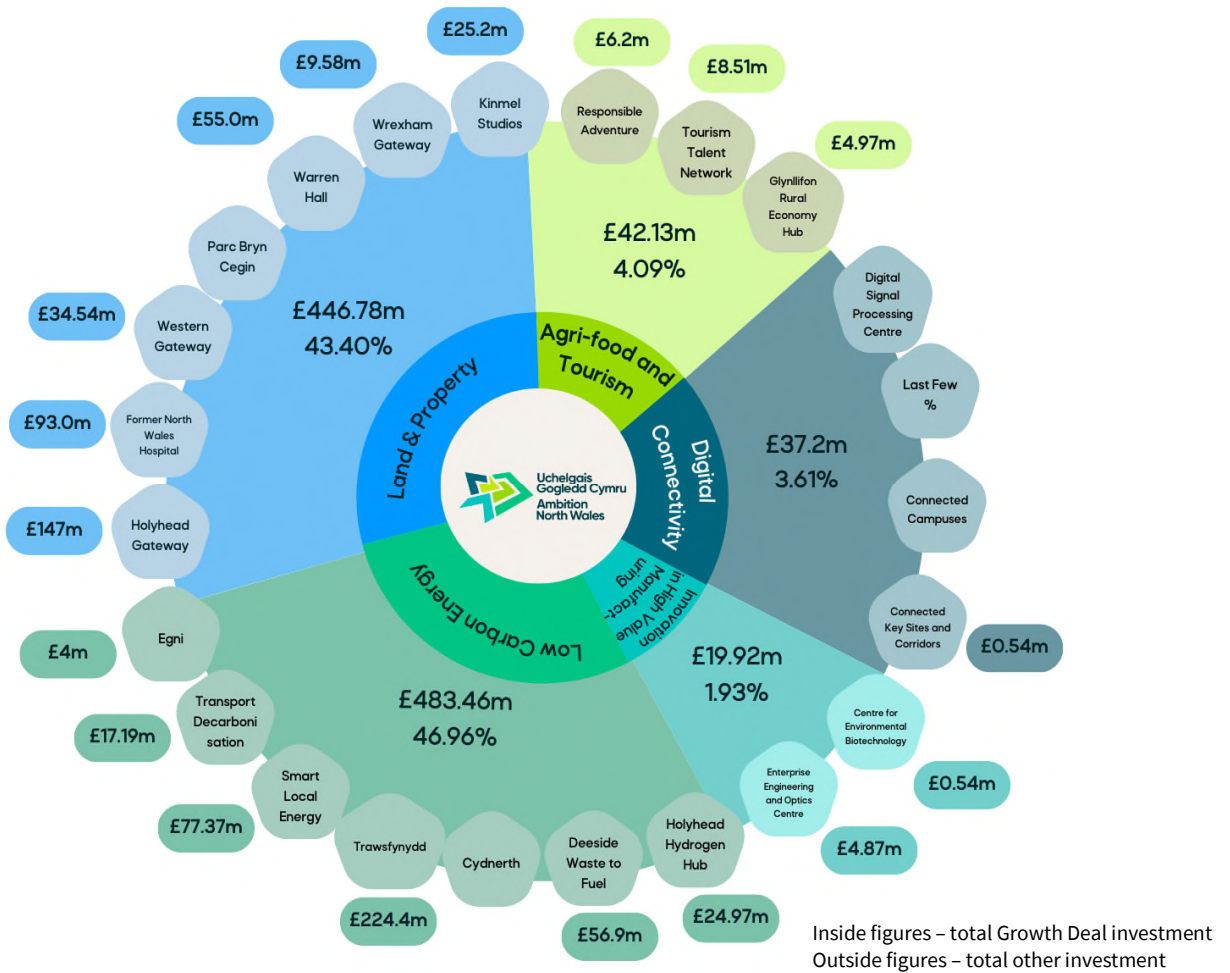 £25.2m
£6.2m
£9.58m
£8.51m
£55.0m
£4.97m
Kinmel
Studios
Responsible
Adventure
Wrexham
Gateway
Tourism
Talent
Network
Warren
Hall
Glynllifon
Rural
Economy
Hub
Parc Bryn
Cegin
£42.13m
4.09%
Digital
Signal
Processing
Centre
£34.54m
Western
Gateway
£446.78m
43.40%
Agri-food and
Tourism
Last Few
%
Land & Property
£93.0m
Former North
Wales
Hospital
Digital
Connectivity
£37.2m
3.61%
Uchelgais
Gogledd Cymru
Ambition
North Wales
Connected
Campuses
£147m
Holyhead
Gateway
Low Carbon Energy
Innovation
in High Value
Manufact-
uring
Connected
Key Sites and
Corridors
£0.54m
Egni
£4m
£19.92m
1.93%
£483.46m
46.96%
Transport
Decarboni
sation
£17.19m
Centre for
Environmental
Biotechnology
Smart
Local
Energy
Enterprise
Engineering
and Optics
Centre
£0.54m
£77.37m
Trawsfynydd
Cydnerth
Deeside
Waste to
Fuel
Holyhead
Hydrogen
Hub
£4.87m
£224.4m
£56.9m
£24.97m
Inside figures – total Growth Deal investment
Outside figures – total other investment